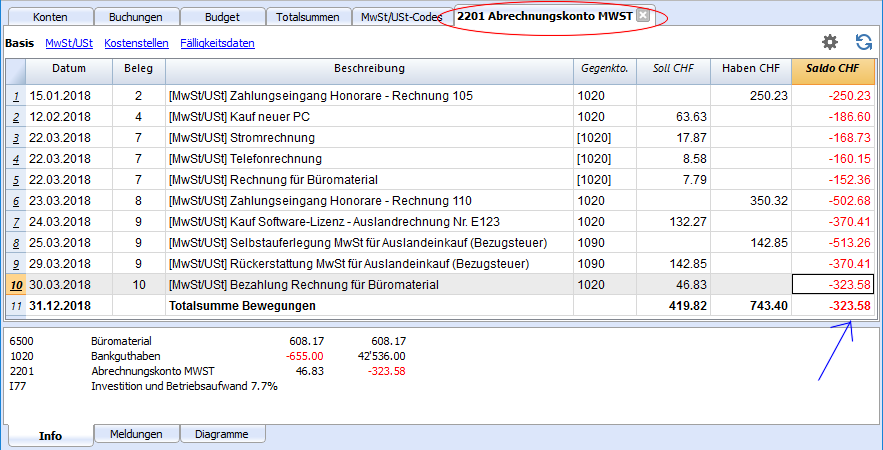 Konten Buchungen Budget Totalsummen MwSt/USt-Codes 2201 Abrechnungskonto MWST
Basis MwSt/USt Kostenstellen Fälligkeitsdaten
Datum Beleg Beschreibung Gegenkto. Soll CHF Haben CHF Saldo CHF
1 15.01.2018 2 [MwSt/USt] Zahlungseingang Honorare - Rechnung 105 1020 250.23 -250.23
2 12.02.2018 4 [MwSt/USt] Kauf neuer PC 1020 63.63 -186.60
3 22.03.2018 7 [MwSt/USt] Stromrechnung [1020] 17.87 -168.73
4 22.03.2018 7 [MwSt/USt] Telefonrechnung [1020] 8.58 -160.15
5 22.03.2018 7 [MwSt/USt] Rechnung für Büromaterial [1020] 7.79 -152.36
6 23.03.2018 8 [MwSt/USt] Zahlungseingang Honorare - Rechnung 110 1020 350.32 -502.68
7 24.03.2018 9 [MwSt/USt] Kauf Software-Lizenz - Auslandrechnung Nr. E123 1020 132.27 -370.41
8 25.03.2018 9 [MwSt/USt] Selbstauferlegung MwSt für Auslandeinkauf (Bezugsteuer) 1090 142.85 -513.26
9 29.03.2018 9 [MwSt/USt] Rückerstattung MwSt für Auslandeinkauf (Bezugsteuer) 1090 142.85 -370.41
10 30.03.2018 10 [MwSt/USt] Bezahlung Rechnung für Büromaterial 1020 46.83 -323.58
11 31.12.2018 Totalsumme Bewegungen 419.82 743.40 -323.58
6500 Büromaterial 608.17 608.17
1020 Bankguthaben -655.00 42'536.00
2201 Abrechnungskonto MWST 46.83 -323.58
I77 Investition und Betriebsaufwand 7.7%
Info Meldungen Diagramme